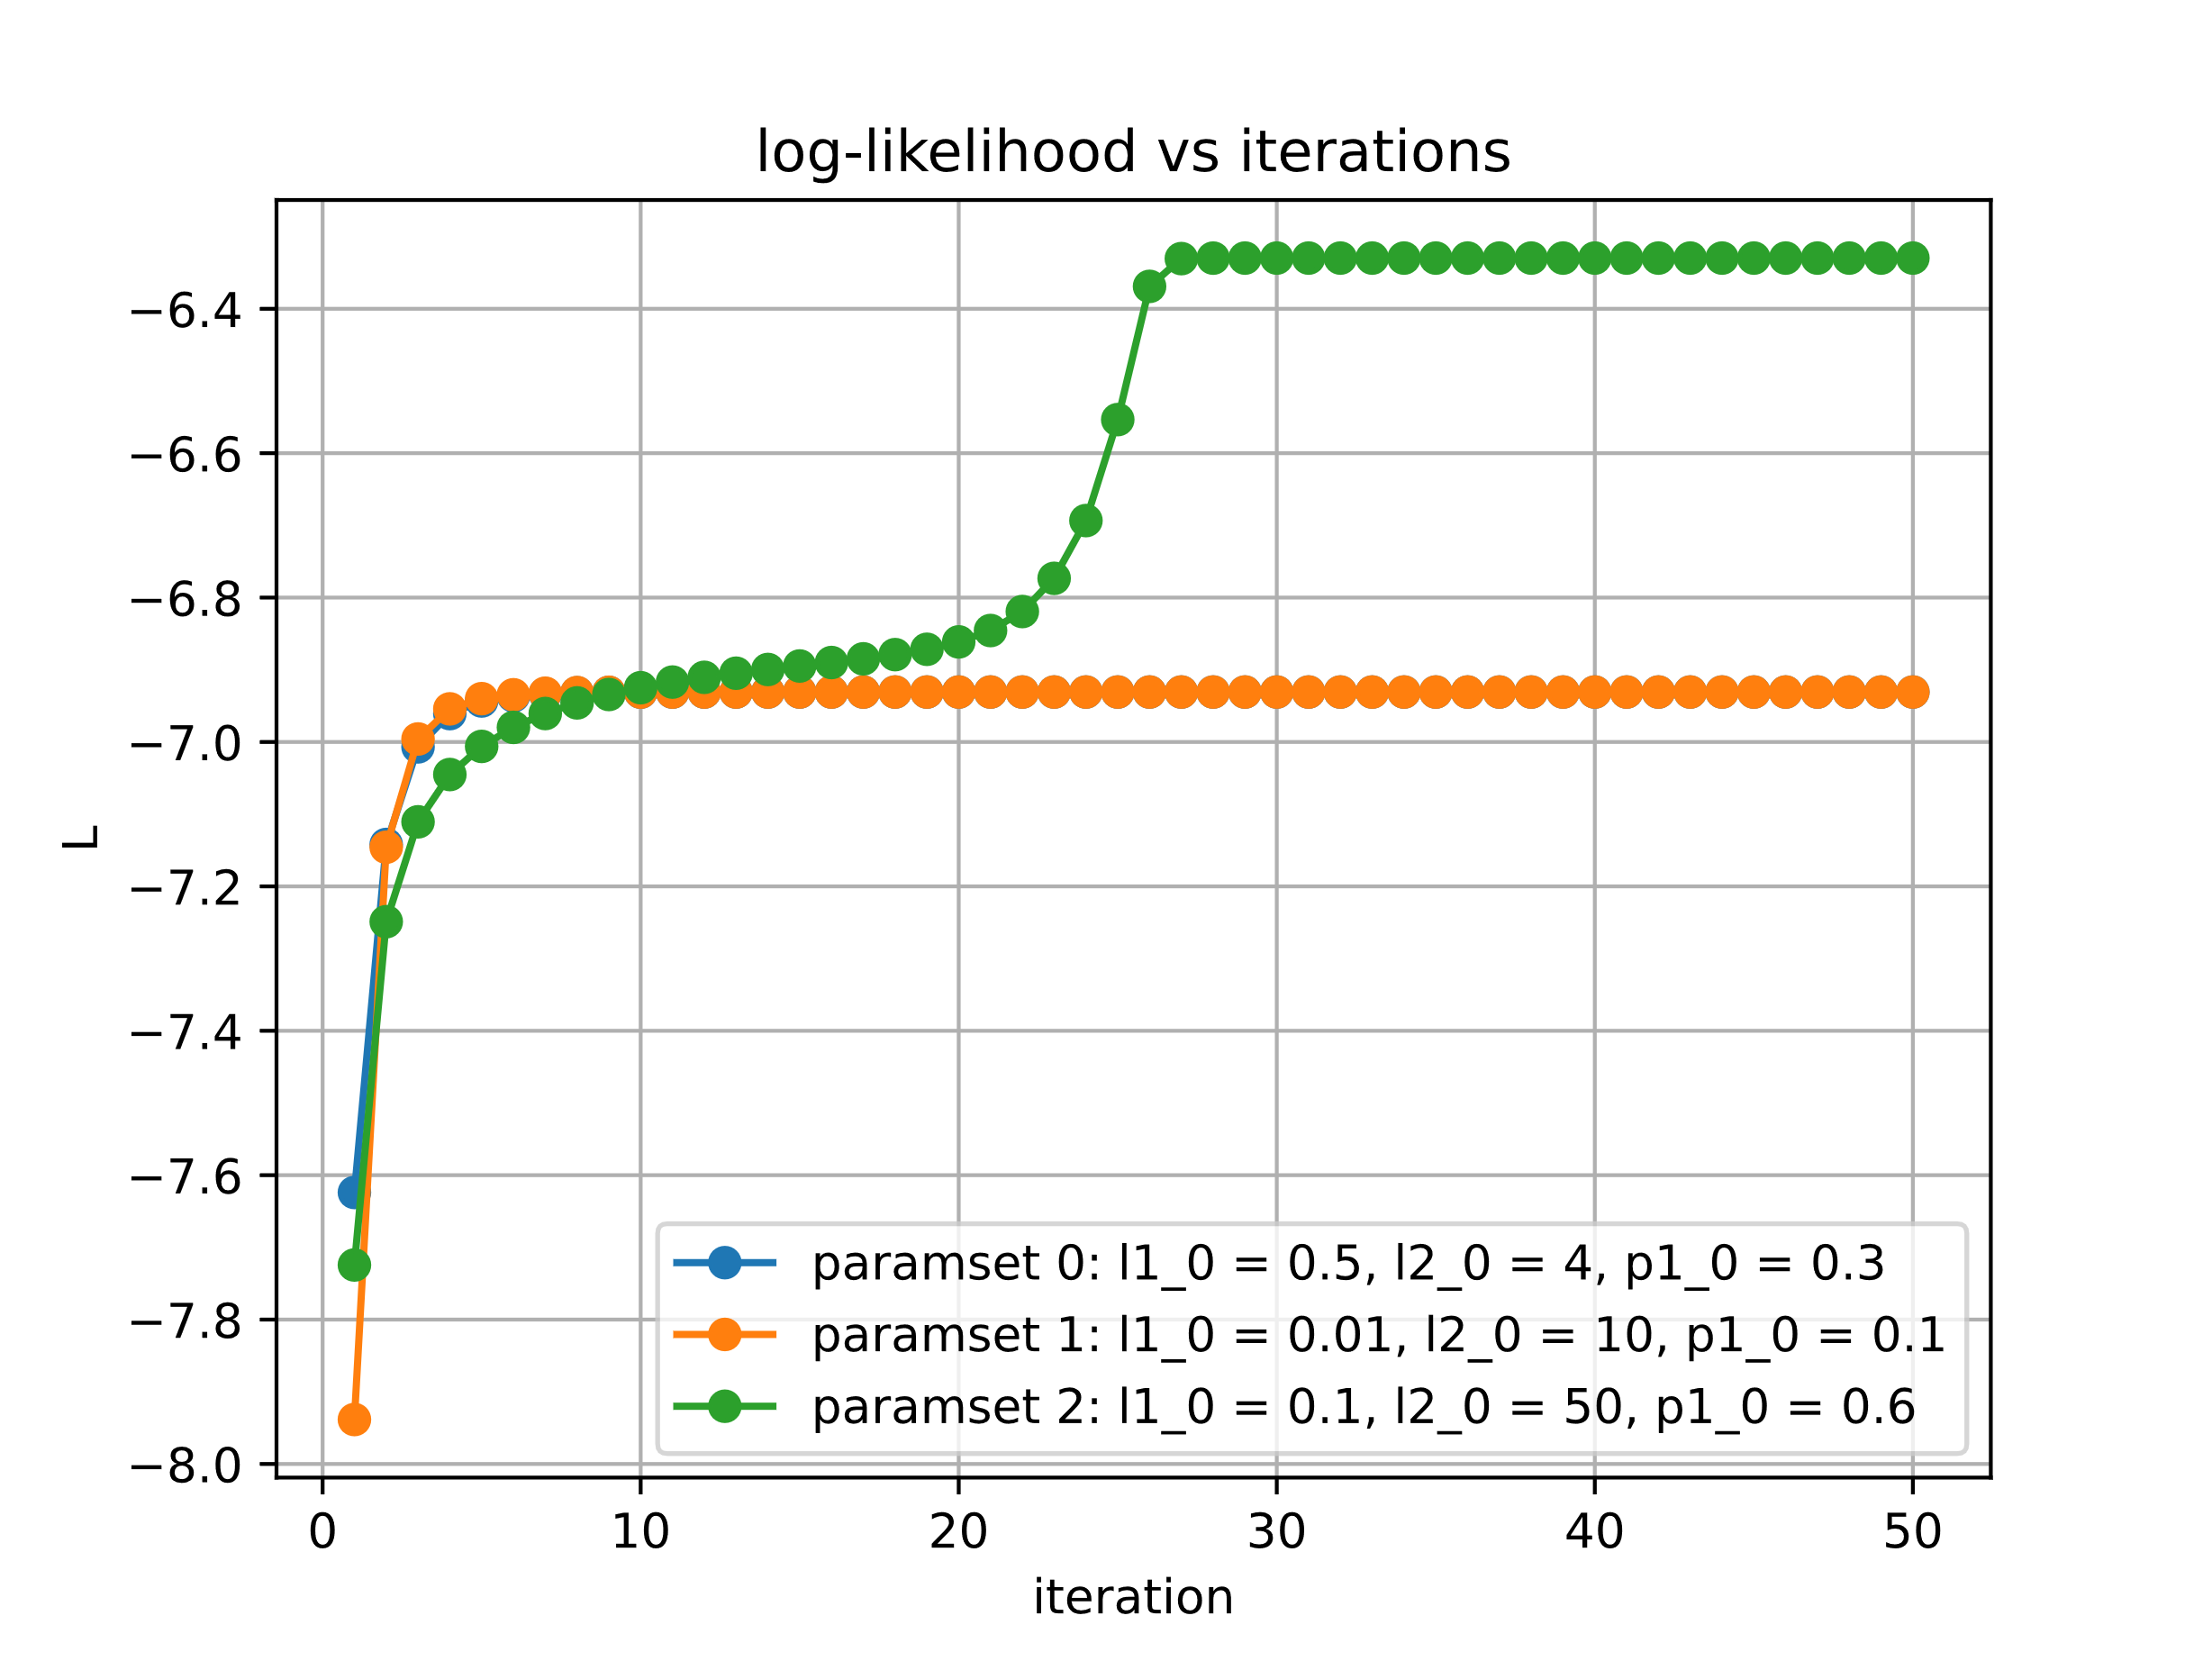 log-likelihood vs iterations
−6.4
−6.6
−6.8
−7.0
−7.2
−7.4
−7.6
−7.8
−8.0
L
paramset 0: l1_0 = 0.5, l2_0 = 4, p1_0 = 0.3
paramset 1: l1_0 = 0.01, l2_0 = 10, p1_0 = 0.1
paramset 2: l1_0 = 0.1, l2_0 = 50, p1_0 = 0.6
0 10 20 30 40 50
iteration